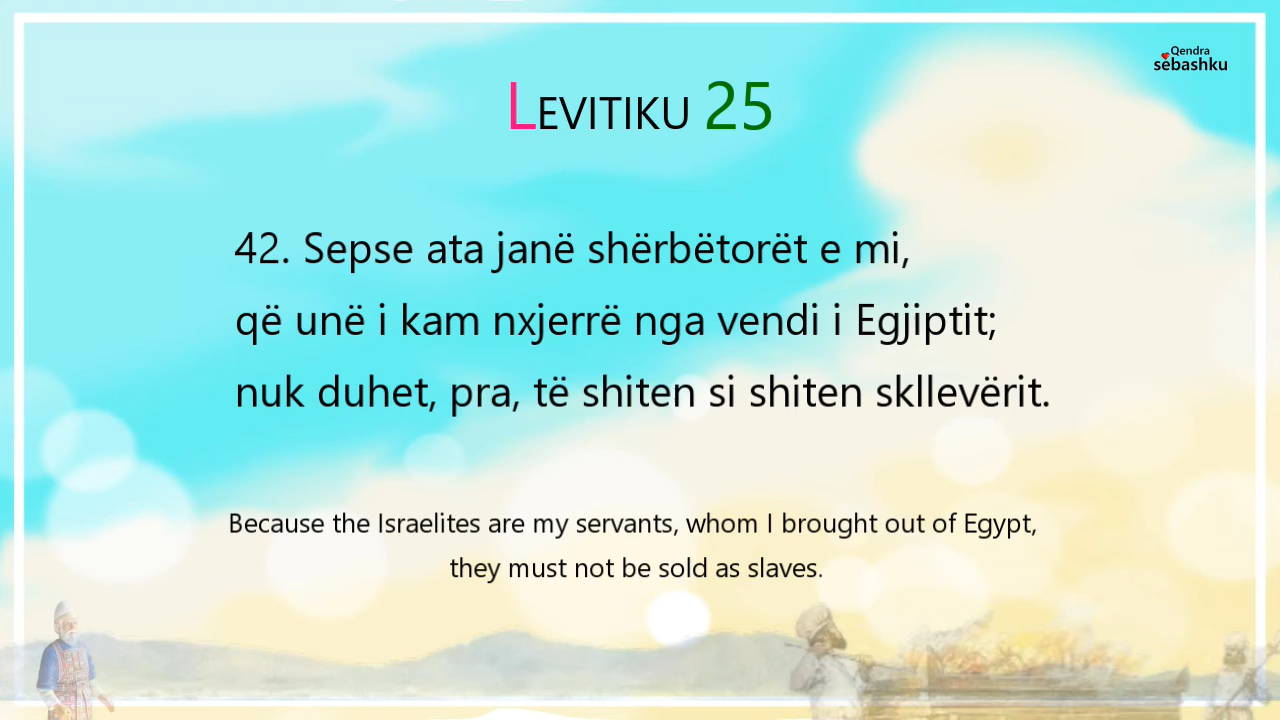 Qendra
sëbashku
LEVITIKU 25
42. Sepse ata janë shërbëtorët e mi,
që unë i kam nxjerrë nga vendi i Egjiptit;
nuk duhet, pra, të shiten si shiten skllevërit.
Because the Israelites are my servants, whom I brought out of Egypt,
they must not be sold as slaves.